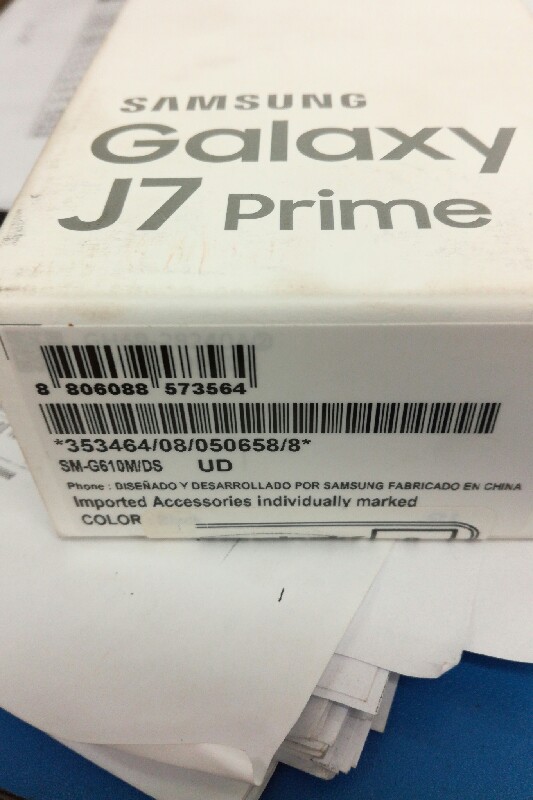 SAMSUNG
Galaxy
J7 Prime
8 806088 573564
*353464/08/050658/8*
SM-G610M/DS UD
Phone : DISEÑADO Y DESARROLLADO POR SAMSUNG FABRICADO EN CHINA
Imported Accessories individually marked
COLOR